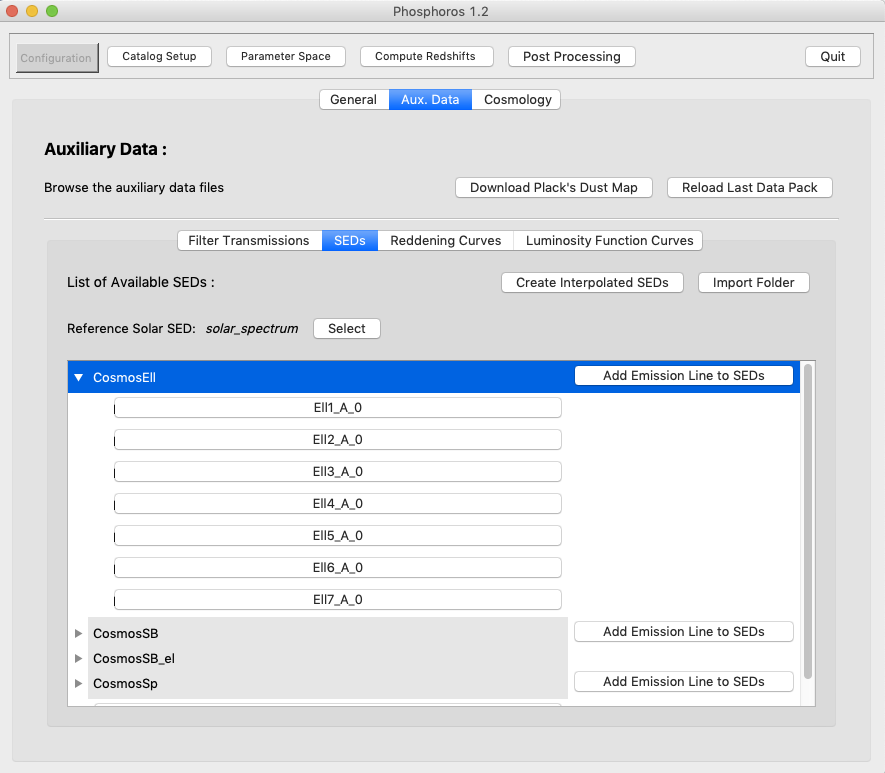 Phosphoros 1.2
Configuration Catalog Setup Parameter Space Compute Redshifts Post Processing Quit
General Aux. Data Cosmology
Auxiliary Data :
Browse the auxiliary data files Download Plack's Dust Map Reload Last Data Pack
Filter Transmissions SEDs Reddening Curves Luminosity Function Curves
List of Available SEDs : Create Interpolated SEDs Import Folder
Reference Solar SED: solar_spectrum Select
CosmosEll Add Emission Line to SEDs
Ell1_A_0
Ell2_A_0
Ell3_A_0
Ell4_A_0
Ell5_A_0
Ell6_A_0
Ell7_A_0
CosmosSB Add Emission Line to SEDs
CosmosSB_el
CosmosSp Add Emission Line to SEDs